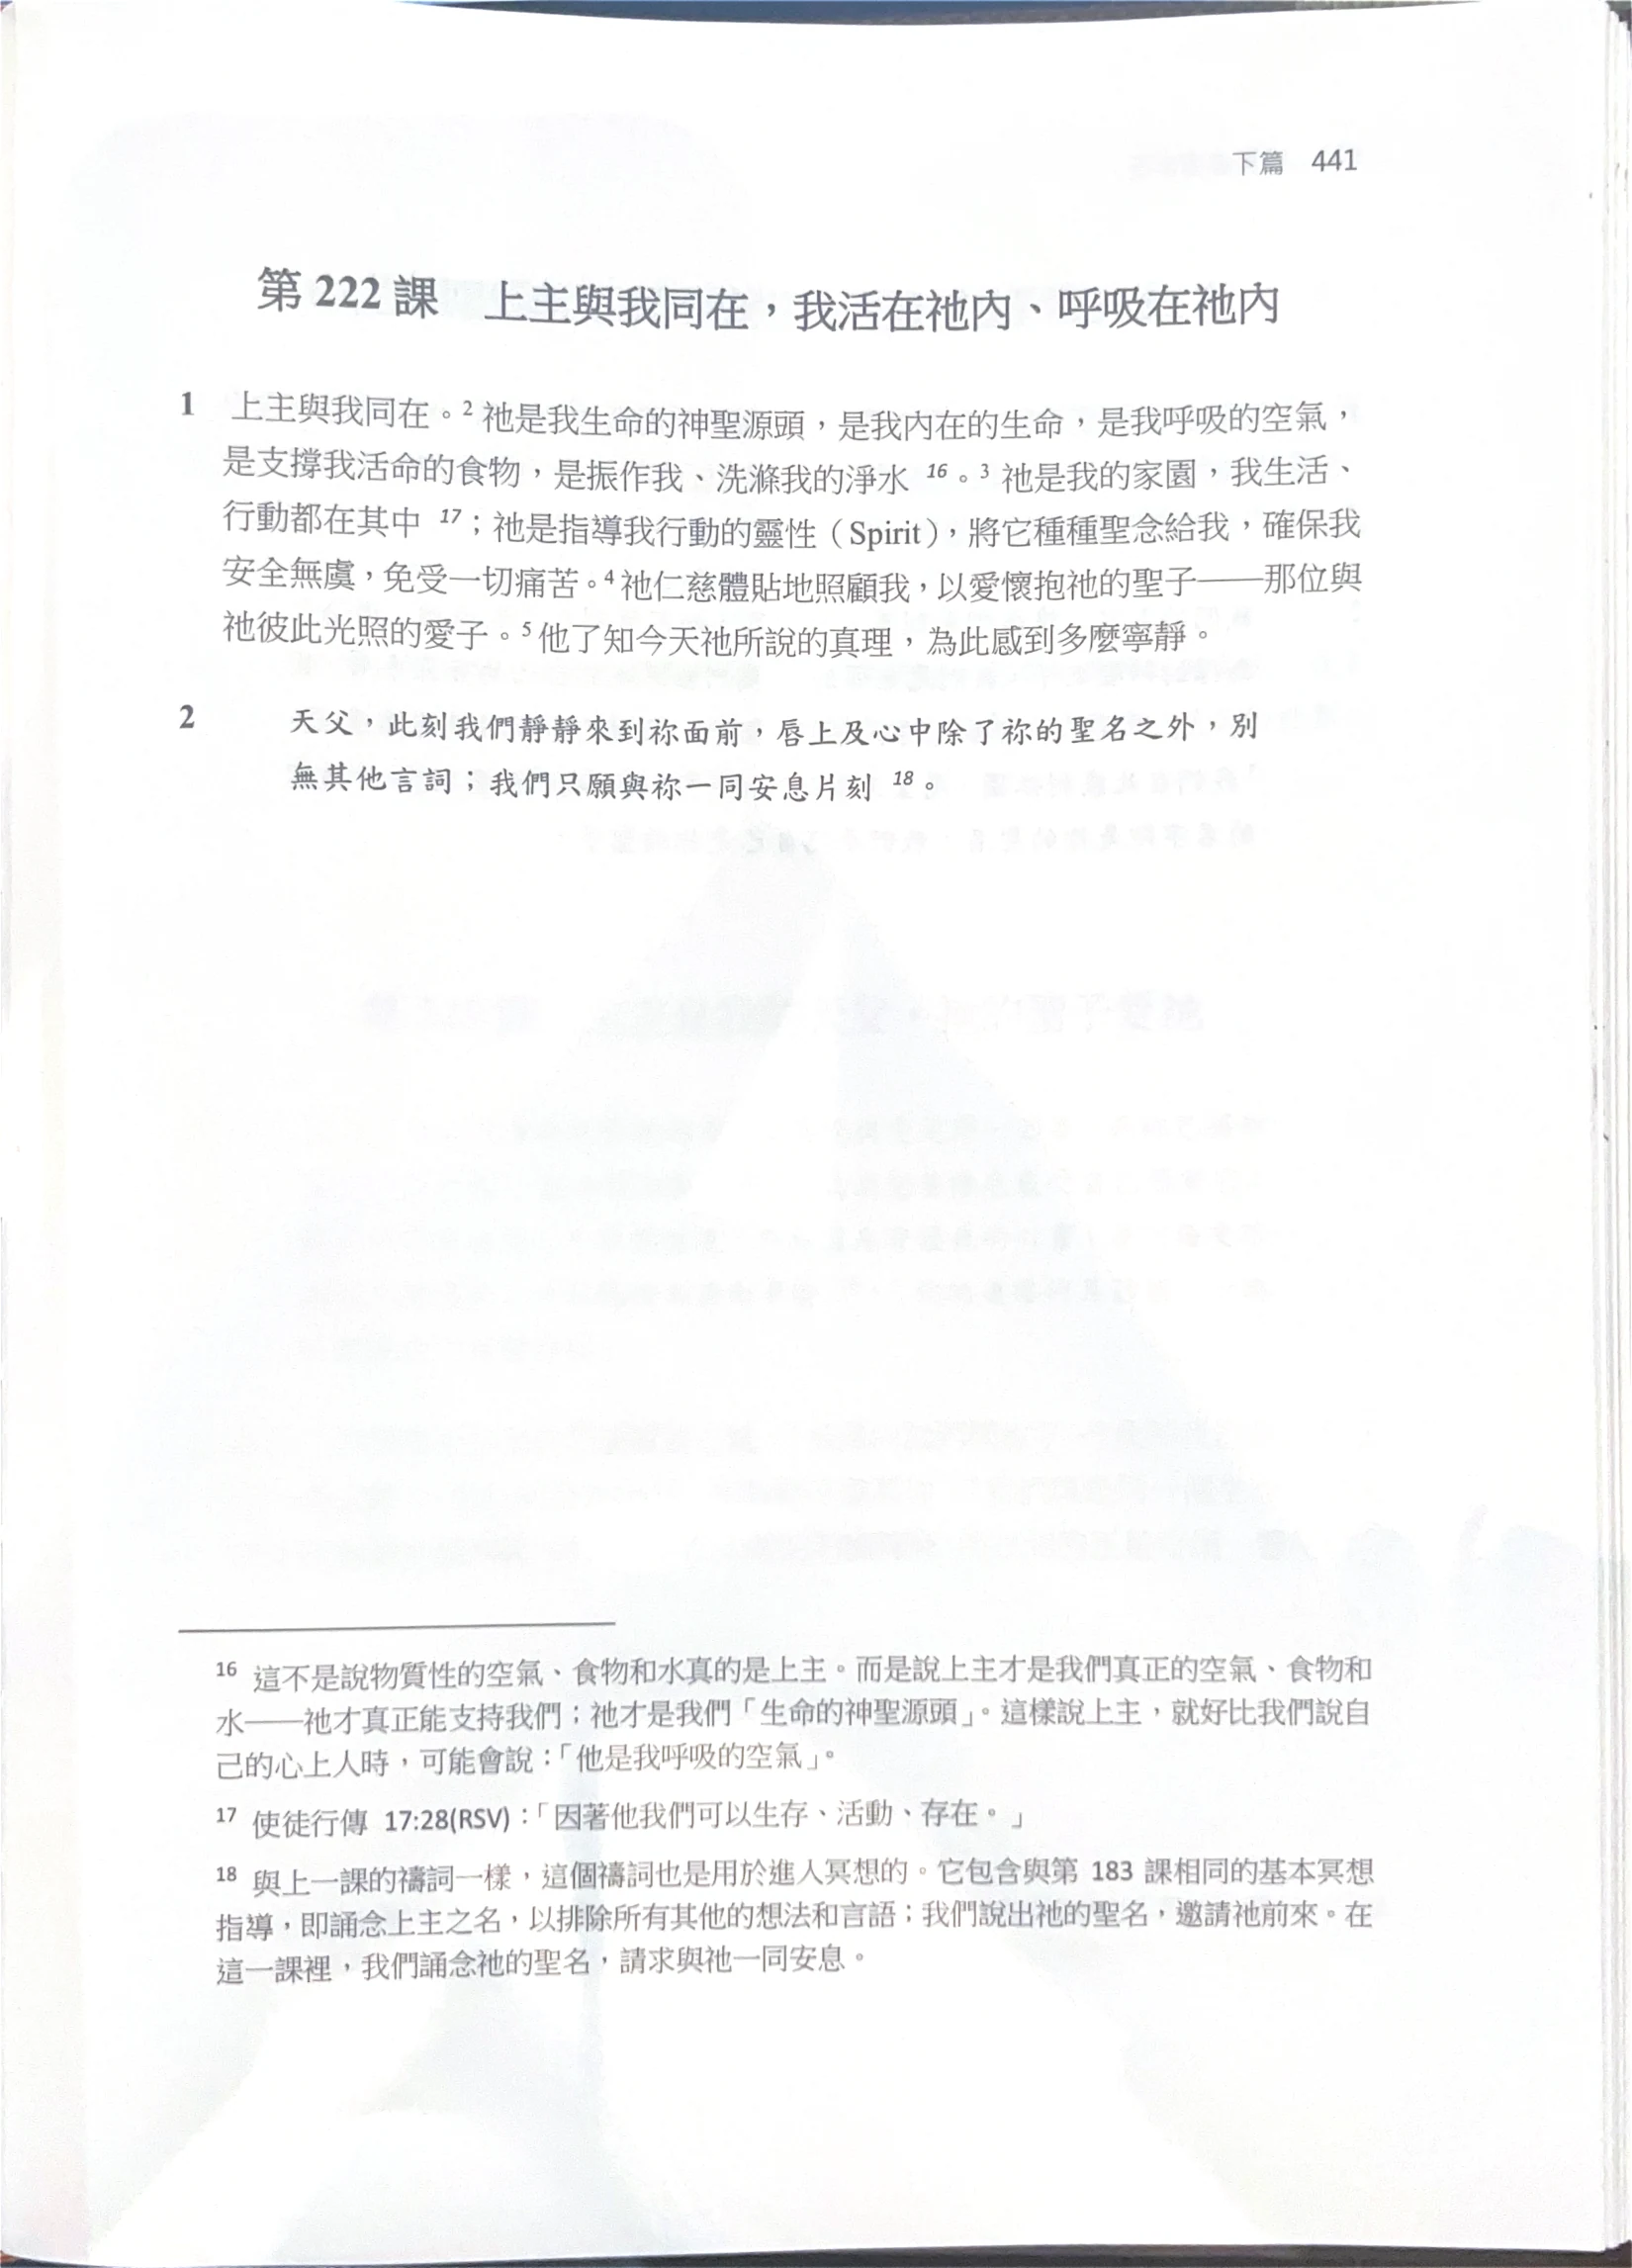 下篇 441
第 222 課 上主與我同在，我活在祂內、呼吸在祂內
1 上主與我同在。2 祂是我生命的神聖源頭，是我內在的生命，是我呼吸的空氣，
是支撐我活命的食物，是振作我、洗滌我的淨水 16。3 祂是我的家園，我生活、
行動都在其中 17；祂是指導我行動的靈性（Spirit），將它種種聖念給我，確保我
安全無虞，免受一切痛苦。4 祂仁慈體貼地照顧我，以愛懷抱祂的聖子——那位與
祂彼此光照的愛子。5 他了知今天祂所說的真理，為此感到多麼寧靜。
2 天父，此刻我們靜靜來到祢面前，唇上及心中除了祢的聖名之外，別
無其他言詞；我們只願與祢一同安息片刻 18。
16 這不是說物質性的空氣、食物和水真的是上主。而是說上主才是我們真正的空氣、食物和
水——祂才真正能支持我們；祂才是我們「生命的神聖源頭」。這樣說上主，就好比我們說自
己的心上人時，可能會說：「他是我呼吸的空氣」。
17 使徒行傳 17:28(RSV)：「因著他我們可以生存、活動、存在。」
18 與上一課的禱詞一樣，這個禱詞也是用於進人冥想的。它包含與第 183 課相同的基本冥想
指導，即誦念上主之名，以排除所有其他的想法和言語；我們說出祂的聖名，邀請祂前來。在
這一課裡，我們誦念祂的聖名，請求與祂一同安息。